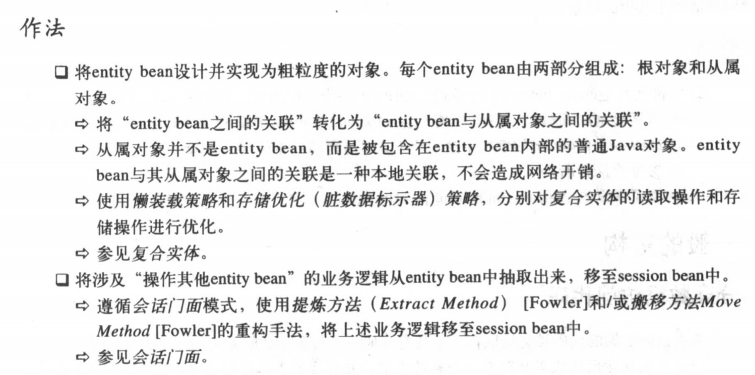 作法
❑ 将entity bean设计并实现为粗粒度的对象。每个entity bean由两部分组成：根对象和从属
对象。
⇨ 将“entity bean之间的关联”转化为“entity bean与从属对象之间的关联”。
⇨ 从属对象并不是entity bean，而是被包含在entity bean内部的普通Java对象。entity
bean与其从属对象之间的关联是一种本地关联，不会造成网络开销。
⇨ 使用懒装载策略和存储优化（脏数据标示器）策略，分别对复合实体的读取操作和存
储操作进行优化。
⇨ 参见复合实体。
❑ 将涉及“操作其他entity bean”的业务逻辑从entity bean中抽取出来，移至session bean中。
⇨ 遵循会话门面模式，使用提炼方法（Extract Method） [Fowler]和/或搬移方法Move
Method [Fowler]的重构手法，将上述业务逻辑移至session bean中。
⇨ 参见会话门面。